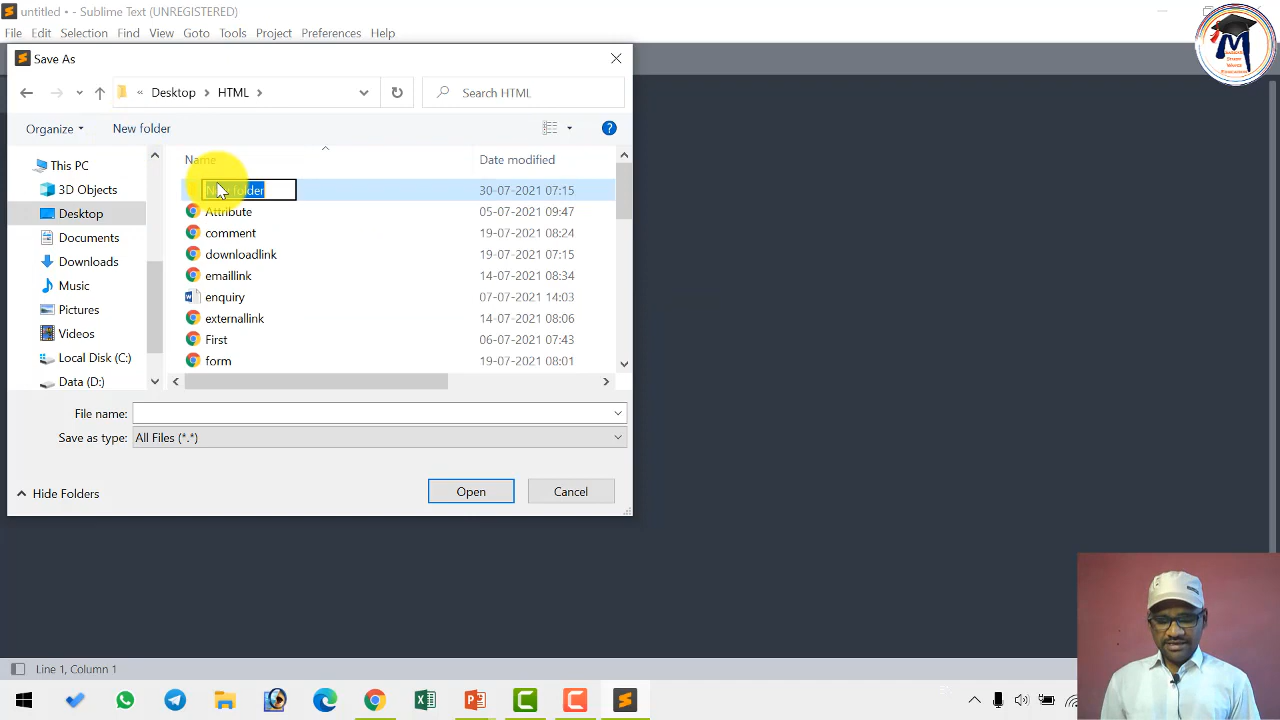 untitled • - Sublime Text (UNREGISTERED)
File Edit Selection Find View Goto Tools Project Preferences Help
Save As
« Desktop > HTML >
Search HTML
Organize
New folder
Name
Date modified
This PC
3D Objects
Desktop
Documents
Downloads
Music
Pictures
Videos
Local Disk (C:)
Data (D:)
New folder 30-07-2021 07:15
Attribute 05-07-2021 09:47
comment 19-07-2021 08:24
downloadlink 19-07-2021 07:15
emaillink 14-07-2021 08:34
enquiry 07-07-2021 14:03
externallink 14-07-2021 08:06
First 06-07-2021 07:43
form 19-07-2021 08:01
File name:
Save as type: All Files (*.*)
Hide Folders
Open
Cancel
Line 1, Column 1